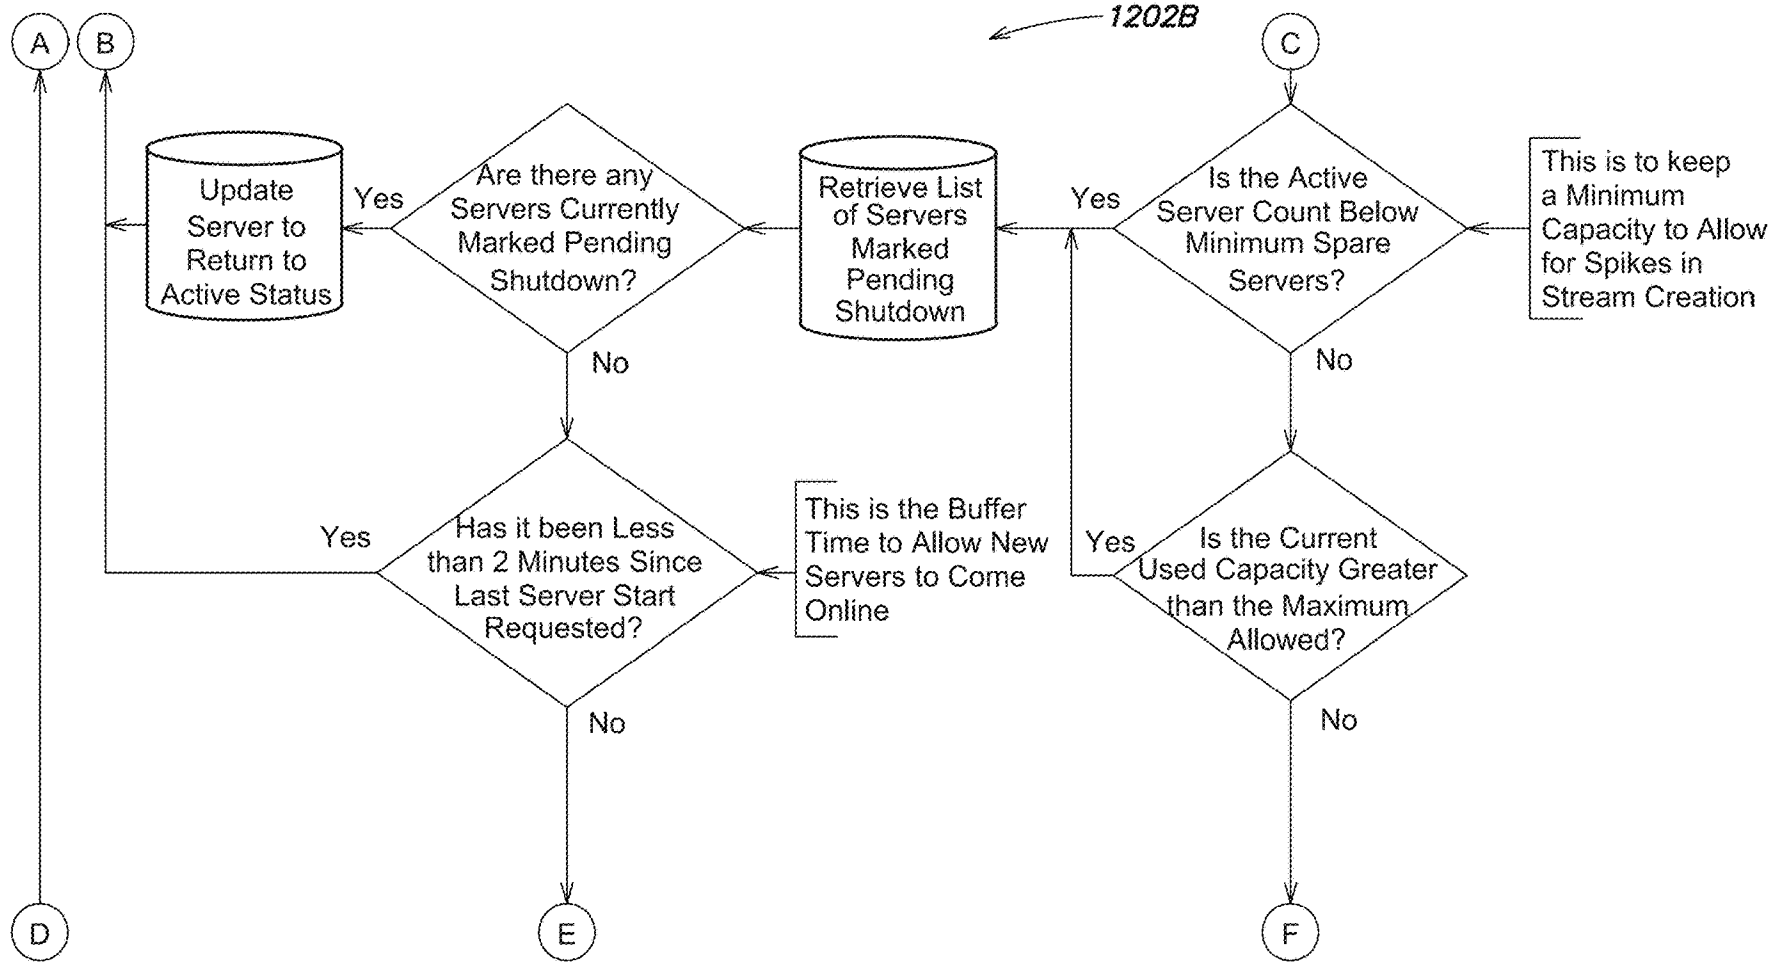 1202B
A
B
C
Update
Server to
Return to
Active Status
Yes
Are there any
Servers Currently
Marked Pending
Shutdown?
No
Retrieve List
of Servers
Marked
Pending
Shutdown
Yes
Is the Active
Server Count Below
Minimum Spare
Servers?
No
This is to keep
a Minimum
Capacity to Allow
for Spikes in
Stream Creation
Yes
Has it been Less
than 2 Minutes Since
Last Server Start
Requested?
No
This is the Buffer
Time to Allow New
Servers to Come
Online
Yes
Is the Current
Used Capacity Greater
than the Maximum
Allowed?
No
D
E
F